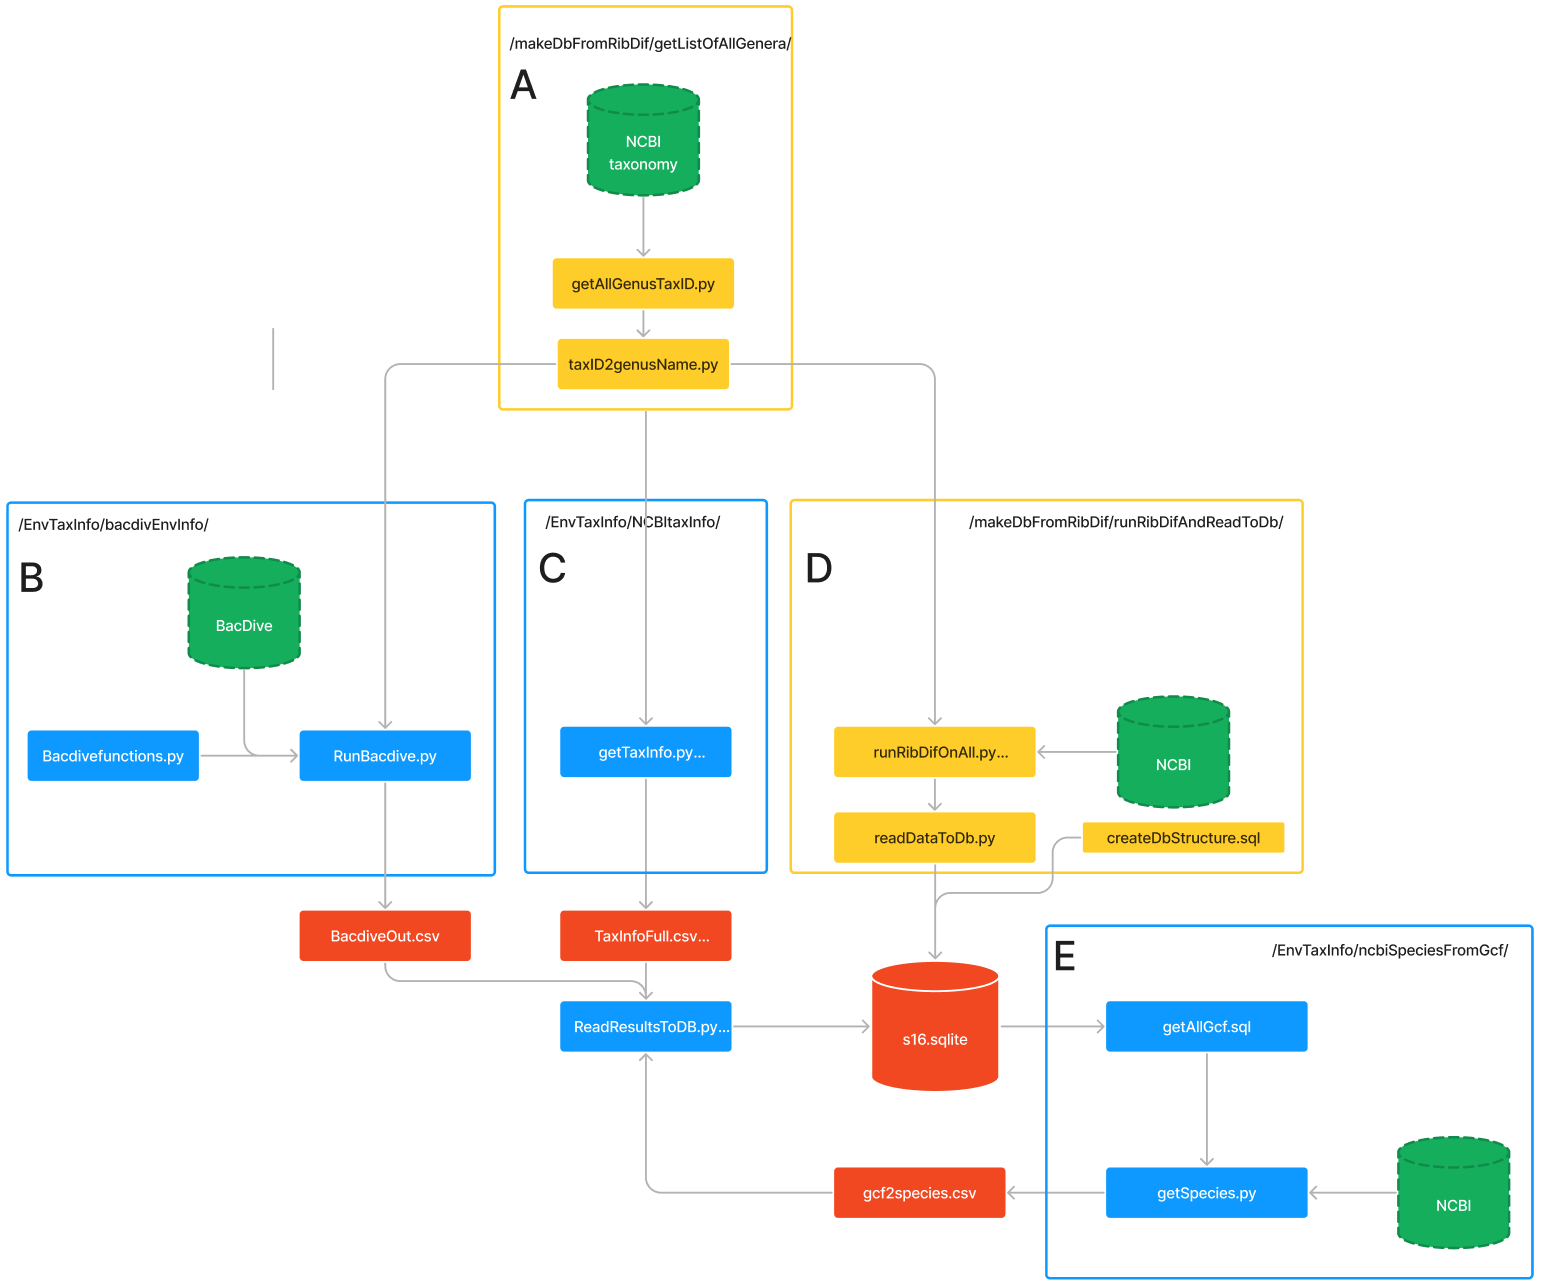 /makeDbFromRibDif/getListOfAllGenera/
A
NCBI
taxonomy
getAllGenusTaxID.py
taxID2genusName.py
/EnvTaxInfo/bacdivEnvInfo/
B
BacDive
Bacdivefunctions.py
RunBacdive.py
/EnvTaxInfo/NCBItaxInfo/
C
getTaxInfo.py...
/makeDbFromRibDif/runRibDifAndReadToDb/
D
runRibDifOnAll.py...
NCBI
readDataToDb.py
createDbStructure.sql
BacdiveOut.csv
TaxInfoFull.csv...
ReadResultsToDB.py...
s16.sqlite
/EnvTaxInfo/ncbiSpeciesFromGcf/
E
getAllGcf.sql
gcf2species.csv
getSpecies.py
NCBI